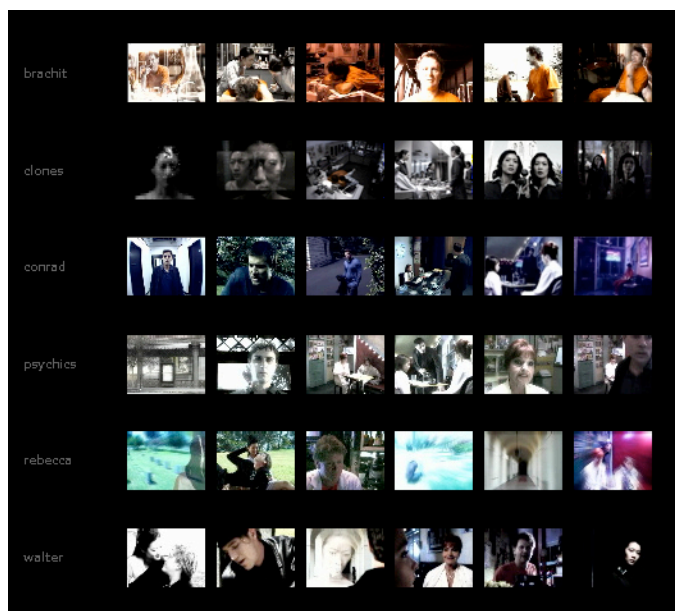 brachit
clones
conrad
psychics
rebecca
walter